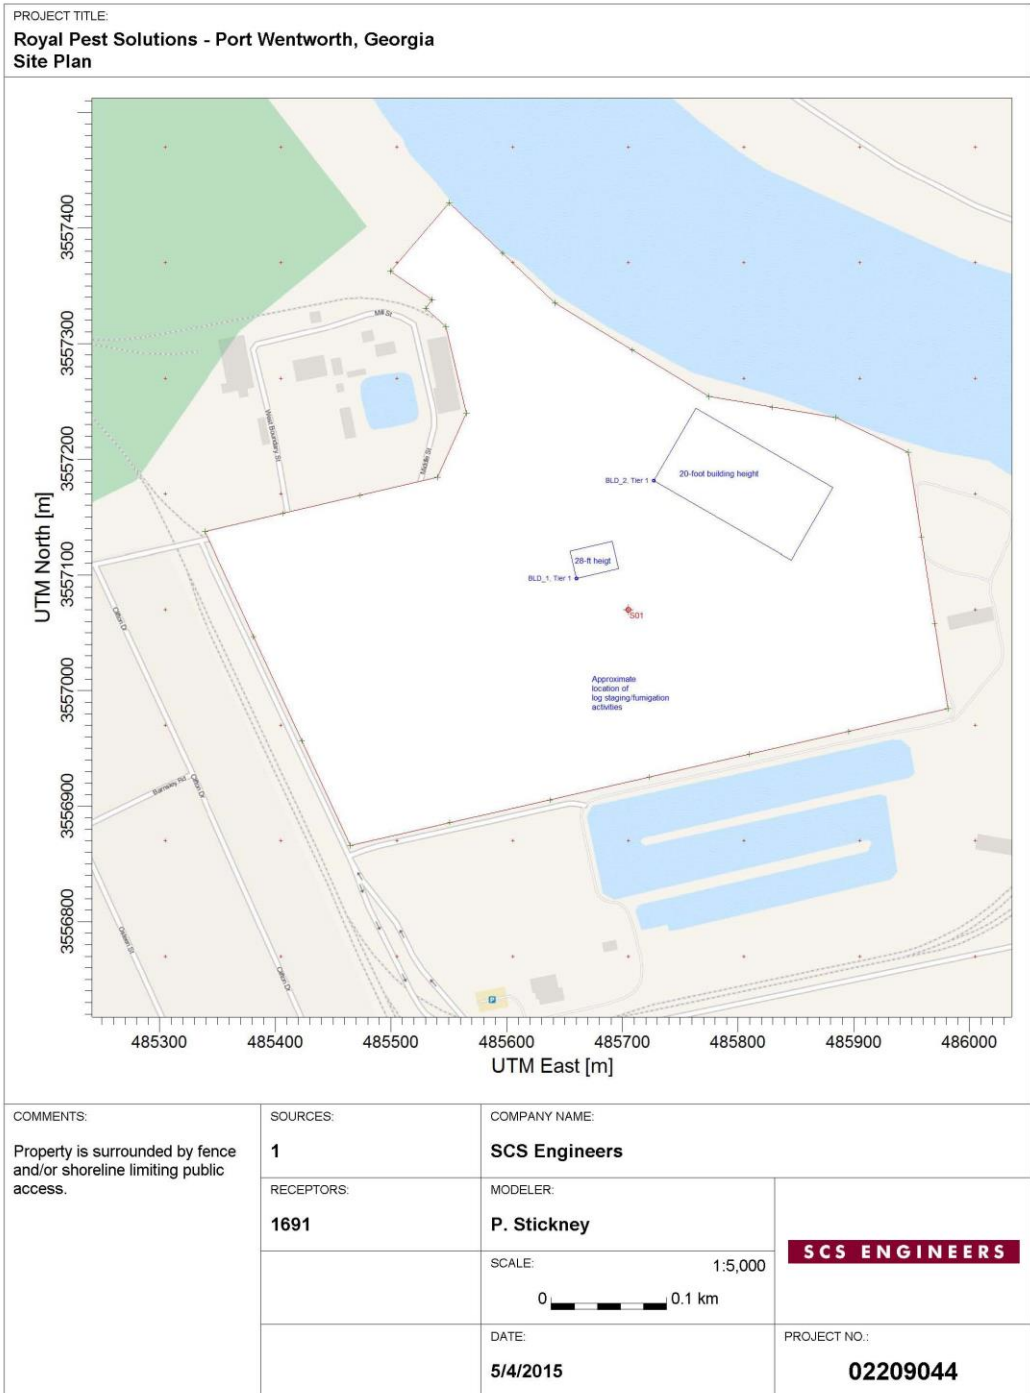 PROJECT TITLE:
Royal Pest Solutions - Port Wentworth, Georgia
Site Plan
UTM North [m]
3557400
3557300
3557200
3557100
3557000
3556900
3556800
Mill St
West Boundary St
Middle St
20-foot building height
BLD_2, Tier 1
28-ft heigt
BLD_1, Tier 1
S01
Approximate
location of
log staging/fumigation
activities
Clifton Dr
Barnsley Rd
Clifton Dr
Clifton Dr
P
485300
485400
485500
485600
485700
485800
485900
486000
UTM East [m]
COMMENTS:
Property is surrounded by fence
and/or shoreline limiting public
access.
SOURCES:
1
RECEPTORS:
1691
COMPANY NAME:
SCS Engineers
MODELER:
P. Stickney
SCALE:
1:5,000
0
0.1 km
DATE:
5/4/2015
SCS ENGINEERS
PROJECT NO.:
02209044